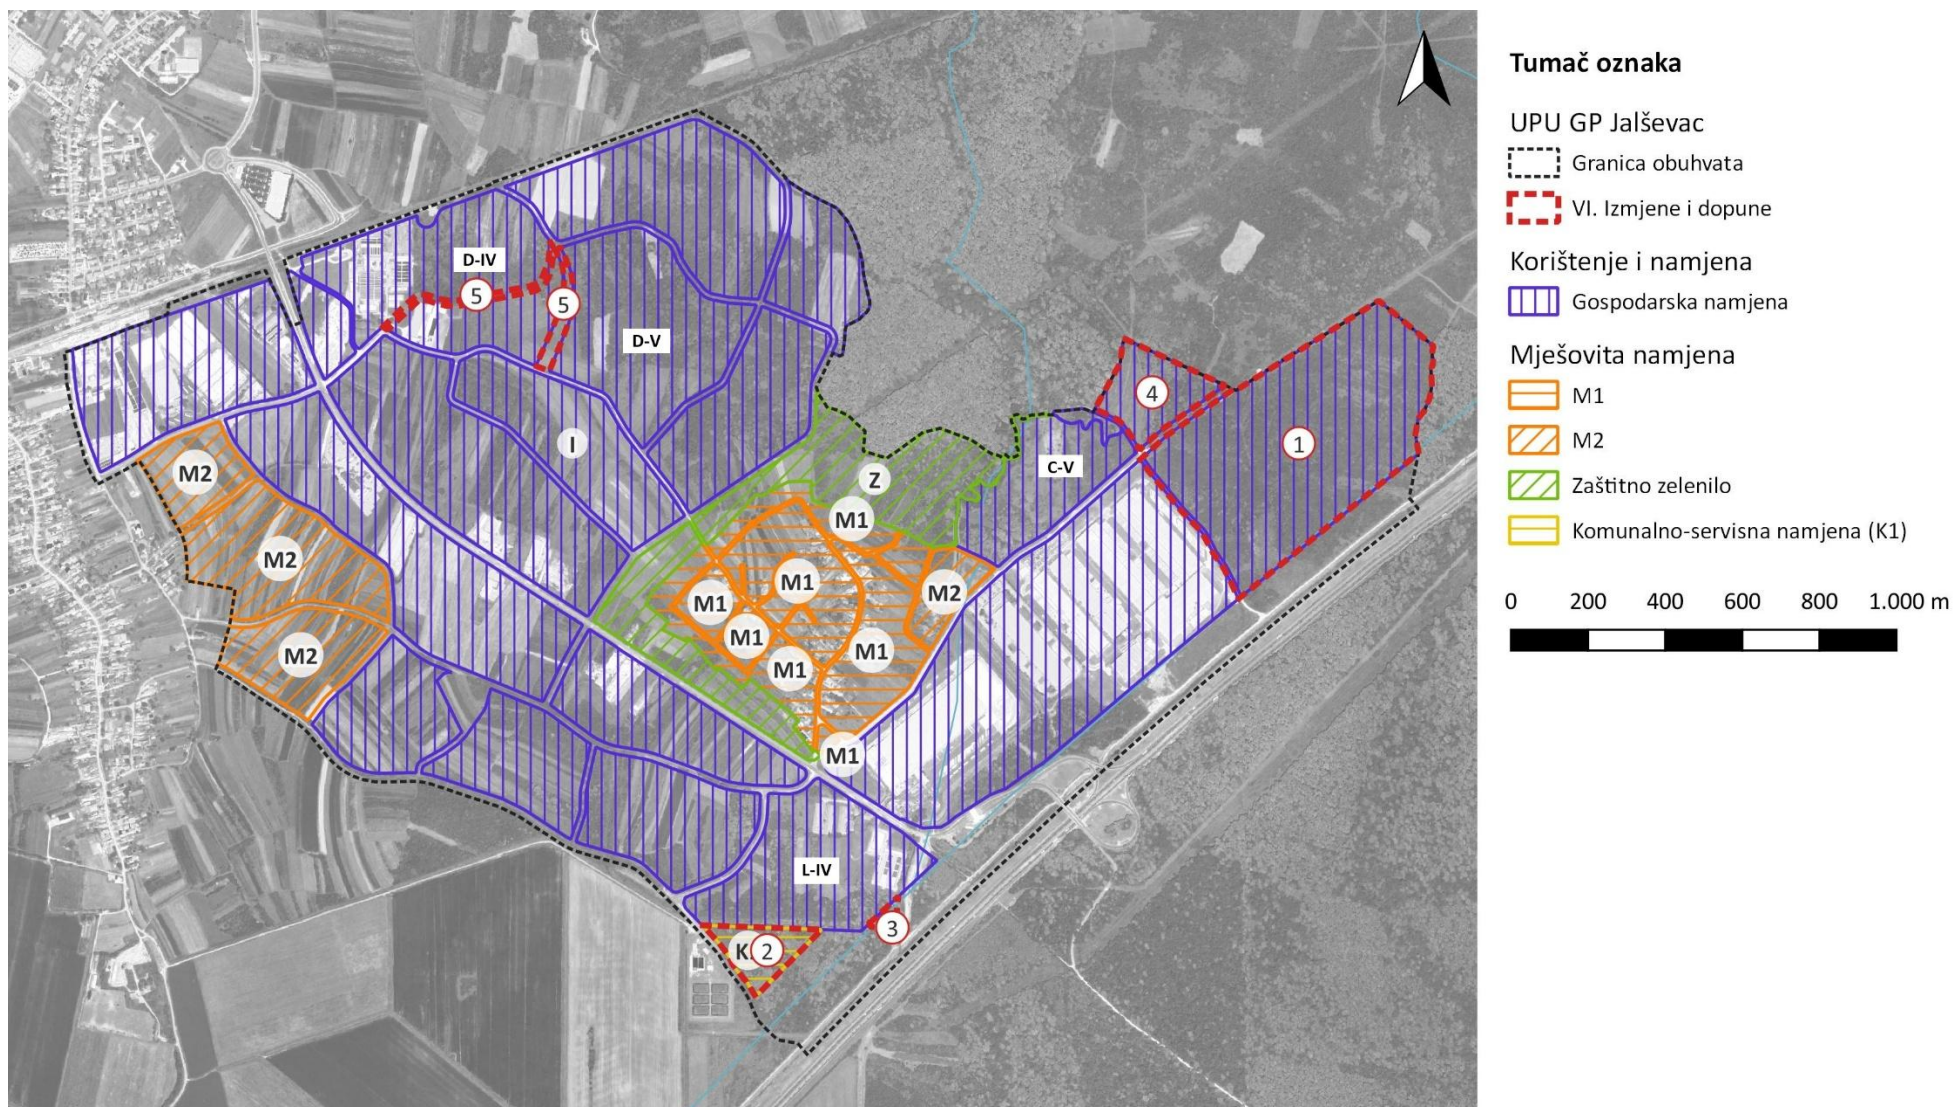 Tumač oznaka
UPU GP Jalševac
Granica obuhvata
VI. Izmjene i dopune
Korištenje i namjena
Gospodarska namjena
Mješovita namjena
M1
M2
Zaštitno zelenilo
Komunalno-servisna namjena (K1)
0 200 400 600 800 1.000 m
D-IV
5
5
D-V
4
1
I
C-V
M2
Z
M1
M2
M1
M2
M1
M1
M1
M1
M2
M1
L-IV
3
K
2